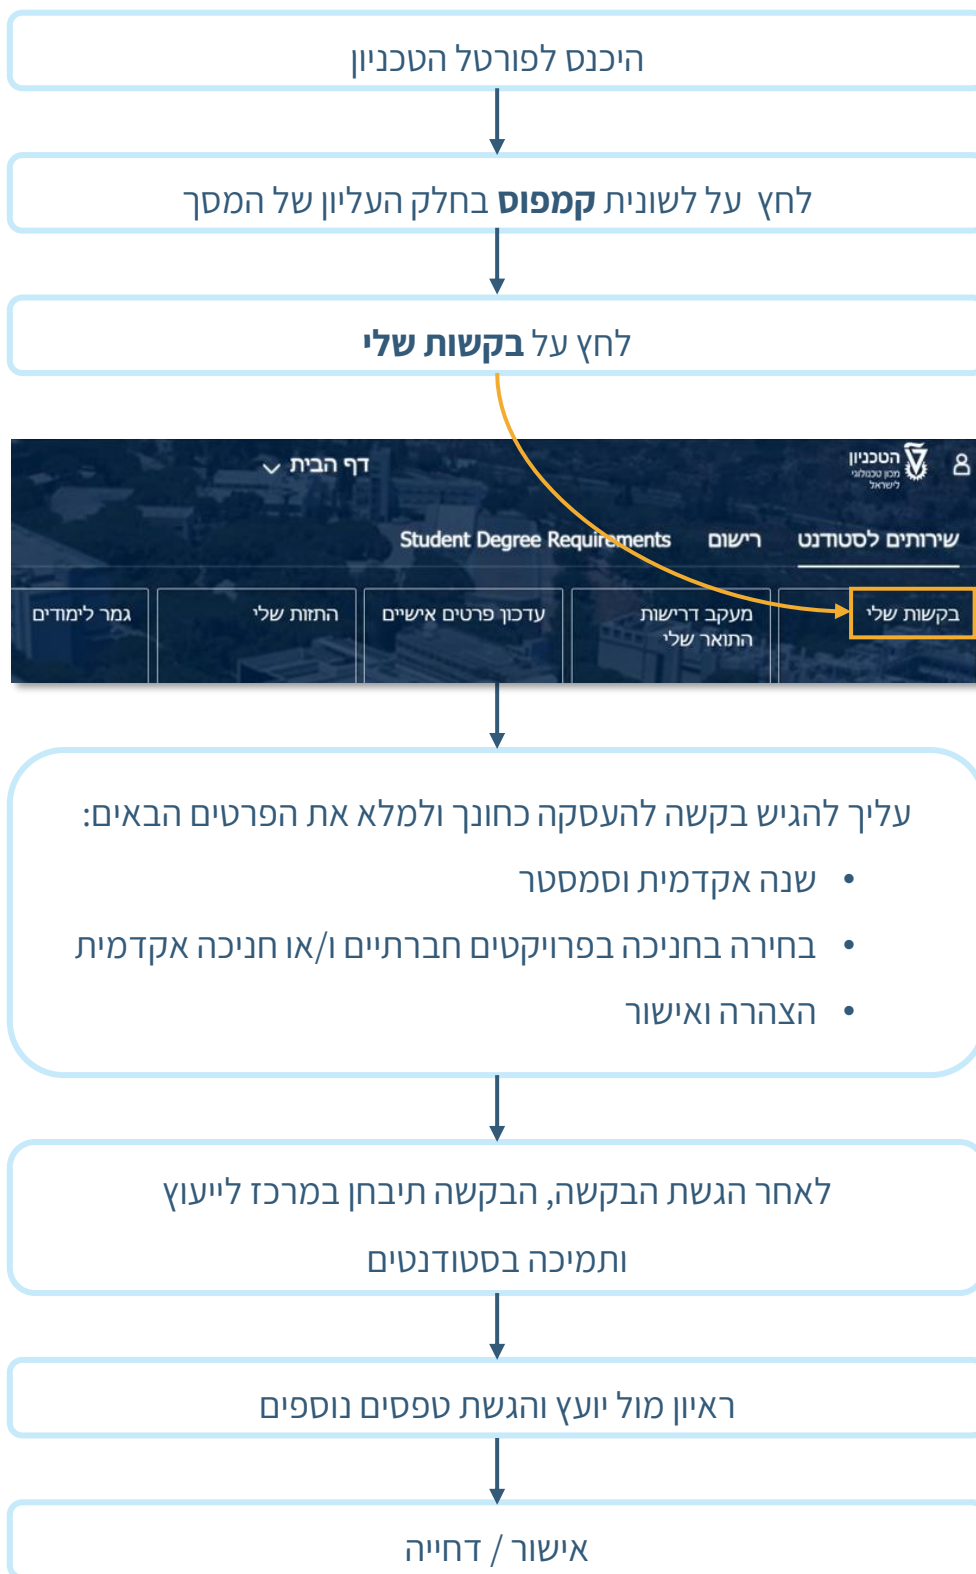 היכנס לפורטל הטכניון
לחץ על לשונית קמפוס בחלק העליון של המסך
לחץ על בקשות שלי
הטכניון
מכון טכנולוגי
לישראל
דף הבית
שירותים לסטודנט
רישום
Student Degree Requirements
בקשות שלי
מעקב דרישות
התואר שלי
עדכון פרטים אישיים
התזות שלי
גמר לימודים
עליך להגיש בקשה להעסקה כחונך ולמלא את הפרטים הבאים:
• שנה אקדמית וסמסטר
• בחירה בחניכה בפרויקטים חברתיים ו/או חניכה אקדמית
• הצהרה ואישור
לאחר הגשת הבקשה, הבקשה תיבחן במרכז לייעוץ
ותמיכה בסטודנטים
ראיון מול יועץ והגשת טפסים נוספים
אישור / דחייה